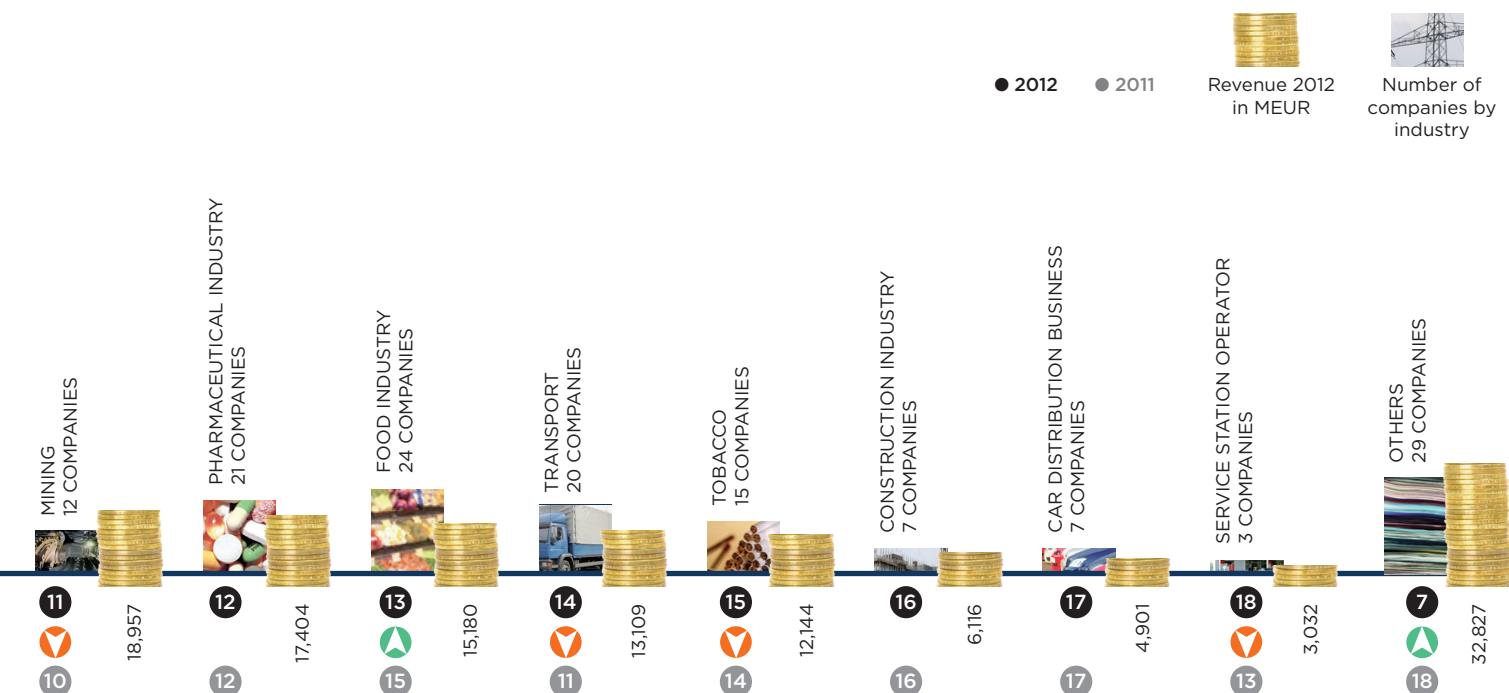 2012
2011
Revenue 2012
in MEUR
Number of
companies by
industry
MINING
12 COMPANIES
11
18,957
10
PHARMACEUTICAL INDUSTRY
21 COMPANIES
12
17,404
12
FOOD INDUSTRY
24 COMPANIES
13
15,180
15
TRANSPORT
20 COMPANIES
14
13,109
11
TOBACCO
15 COMPANIES
15
12,144
14
CONSTRUCTION INDUSTRY
7 COMPANIES
16
6,116
16
CAR DISTRIBUTION BUSINESS
7 COMPANIES
17
4,901
17
SERVICE STATION OPERATOR
3 COMPANIES
18
3,032
13
OTHERS
29 COMPANIES
7
32,827
18